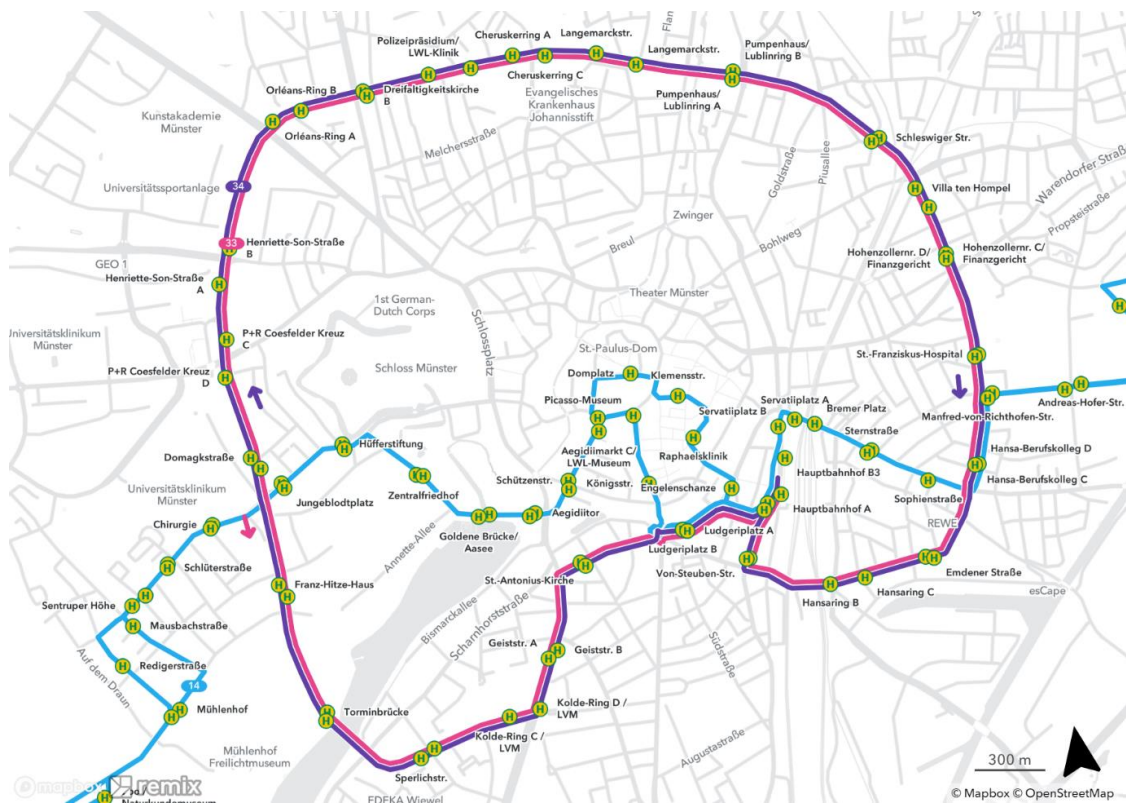 Cheruskerring A
Langemarckstr.
Flan
S
Polizeipräsidium/
LWL-Klinik
Langemarckstr.
Pumpenhaus/
Lublinring B
Cheruskerring C
Orléans-Ring B
Dreifaltigkeitskirche
B
Evangelisches
Krankenhaus
Johannisstift
Pumpenhaus/
Lublinring A
Kunstakademie
Münster
Orléans-Ring A
Melchersstraße
Schleswiger Str.
Goldstraße
Piusallee
Warendorfer Straß
Propsteistraße
Universitätssportanlage
34
Villa ten Hompel
Zwinger
Breul
Bohlweg
33
Henriette-Son-Straße
B
GEO 1
Hohenzollernr. D/
Finanzgericht
Hohenzollernr. C/
Finanzgericht
Henriette-Son-Straße
A
1st German-
Dutch Corps
Theater Münster
Schlossplatz
Universitätsklinikum
Münster
P+R Coesfelder Kreuz
C
St.-Paulus-Dom
St.-Franziskus-Hospital
P+R Coesfelder Kreuz
D
Schloss Münster
Domplatz
Klemensstr.
Andreas-Hofer-Str.
Picasso-Museum
Servatiiplatz B
Servatiiplatz A
Bremer Platz
Manfred-von-Richthofen-Str.
Sternstraße
Hüfferstiftung
Aegidiimarkt C/
LWL-Museum
Raphaelsklinik
Hansa-Berufskolleg D
Domagkstraße
Hauptbahnhof B3
Hansa-Berufskolleg C
Universitätsklinikum
Münster
Jungeblodtplatz
Zentralfriedhof
Schützenstr.
Königsstr.
Engelenschanze
Sophienstraße
Hauptbahnhof A
Chirurgie
Aegidiitor
Goldene Brücke/
Aasee
REWE
Ludgeriplatz A
Ludgeriplatz B
Annette-Allee
Schlüterstraße
Von-Steuben-Str.
Emdener Straße
St.-Antonius-Kirche
Franz-Hitze-Haus
Hansaring B
Hansaring C
esCape
Sentruper Höhe
Bismarckallee
Scharnhorststraße
Mausbachstraße
Südstraße
Geiststr. A
Geiststr. B
Auf dem Draun
Redigerstraße
14
Mühlenhof
Torminbrücke
Kolde-Ring D /
LVM
Kolde-Ring C /
LVM
Augustastraße
Mühlenhof
Freilichtmuseum
Sperlichstr.
300 m
mapbox
remix
Naturkundemuseum
EDEKA Wiewel
© Mapbox © OpenStreetMap